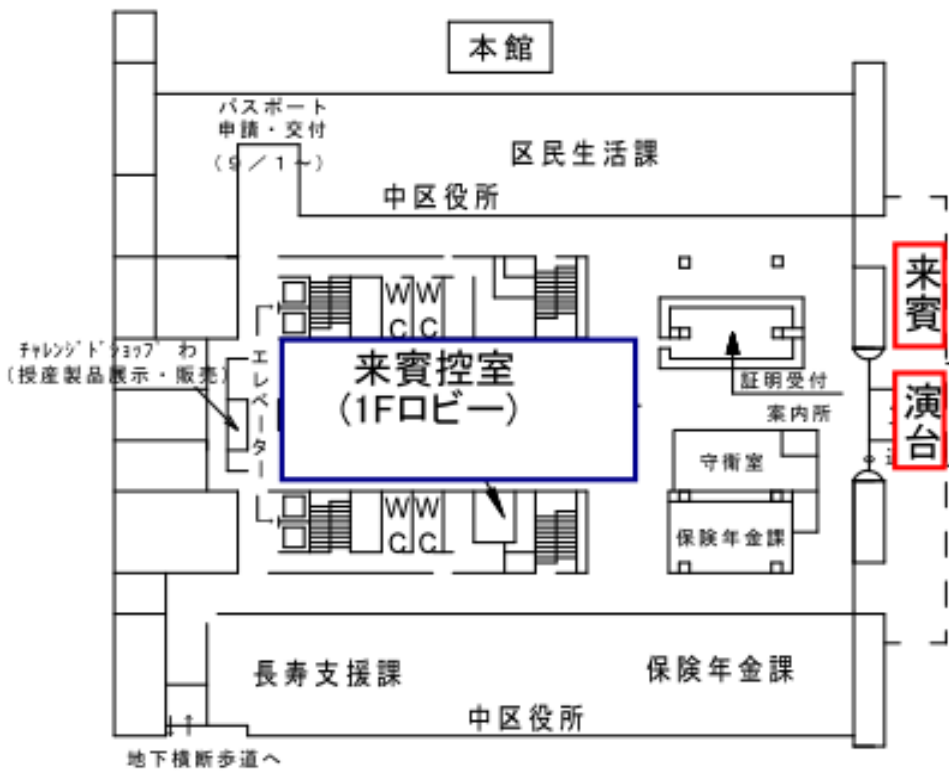 本館
パスポート
申請・交付
(9／1～)
区民生活課
中区役所
来賓
WC
WC
チャレンジドショップ わ
(授産製品展示・販売)
エレベーター
来賓控室
(1Fロビー)
証明受付
案内所
演台
守衛室
WC
WC
保険年金課
長寿支援課
保険年金課
中区役所
地下横断歩道へ